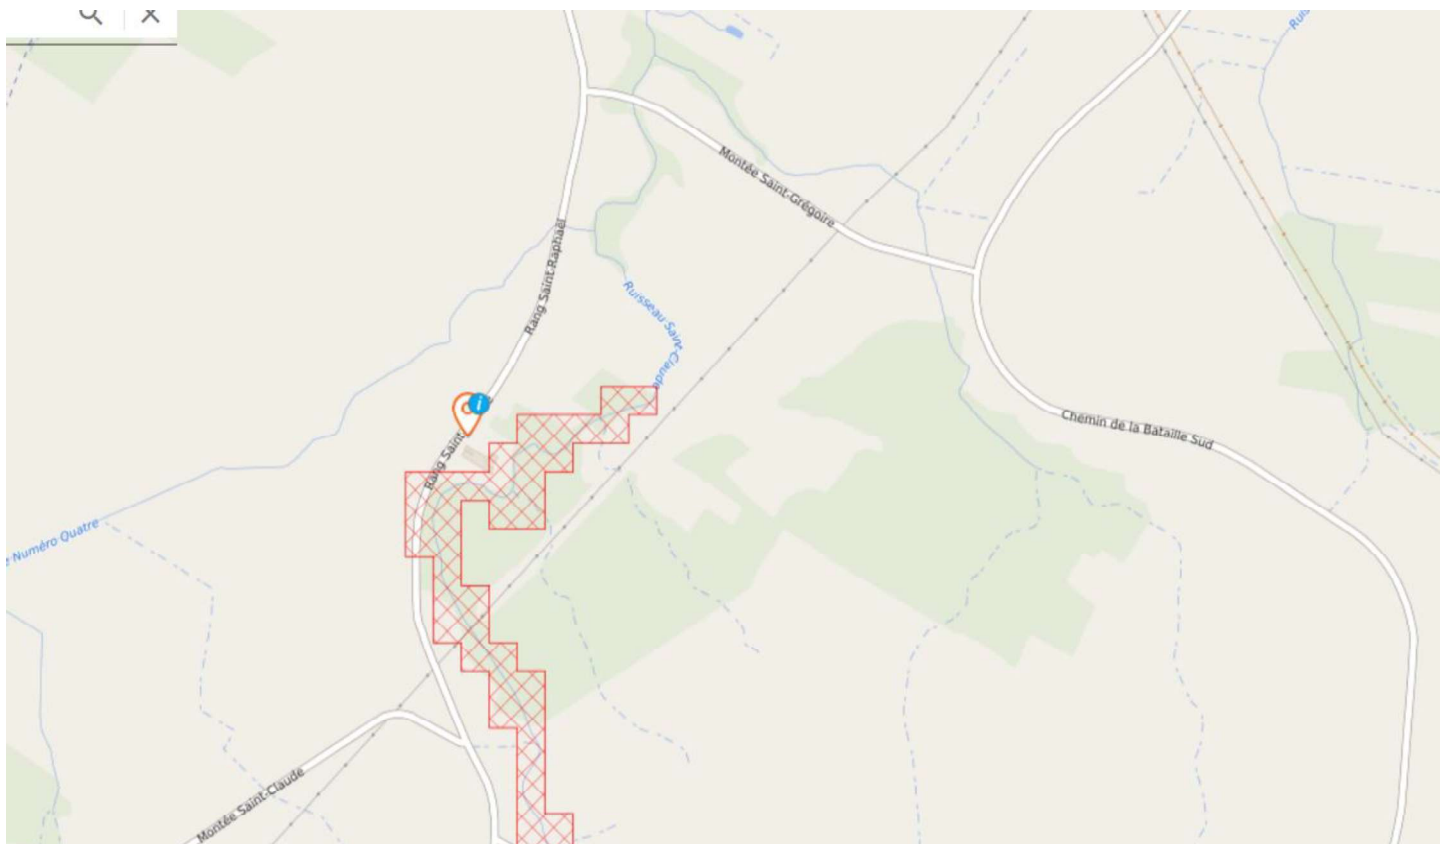 Montée Saint-Grégoire
Rang Saint-Raphaël
Ruisseau Saint-Claude
i
Rang Saint
Chemin de la Bataille Sud
Numéro Quatre
Montée Saint-Claude